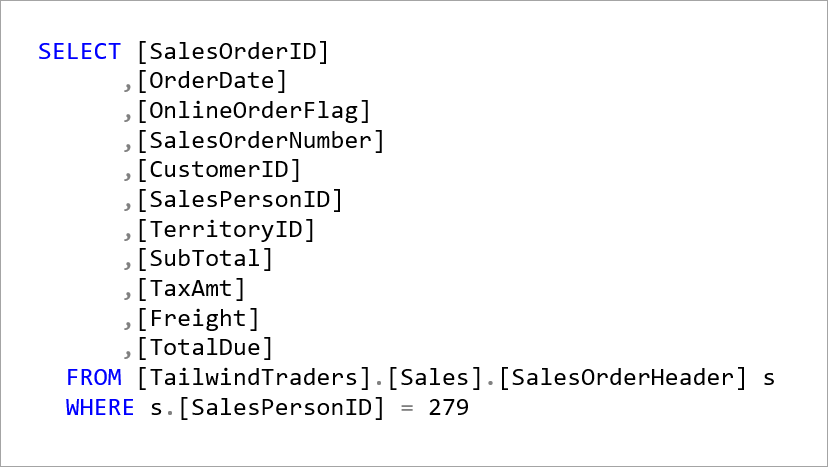 SELECT [SalesOrderID]
,[OrderDate]
,[OnlineOrderFlag]
,[SalesOrderNumber]
,[CustomerID]
,[SalesPersonID]
,[TerritoryID]
,[SubTotal]
,[TaxAmt]
,[Freight]
,[TotalDue]
FROM [TailwindTraders].[Sales].[SalesOrderHeader] s
WHERE s.[SalesPersonID] = 279